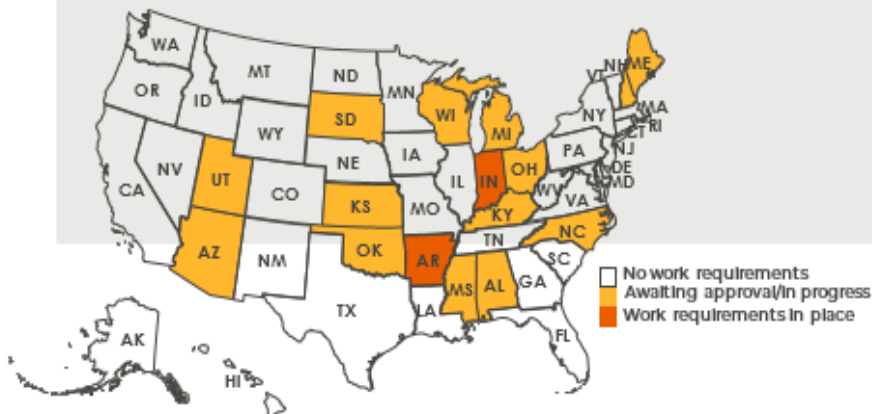 WA
MT
ND
MN
VT
NH
ME
OR
ID
WY
SD
WI
MI
NY
MA
RI
CT
NV
UT
NE
IA
PA
NJ
CA
CO
IL
IN
OH
WV
DE
MD
VA
KS
MO
KY
AZ
NM
OK
AR
TN
NC
SC
MS
AL
GA
TX
LA
FL
AK
HI
No work requirements
Awaiting approval/in progress
Work requirements in place